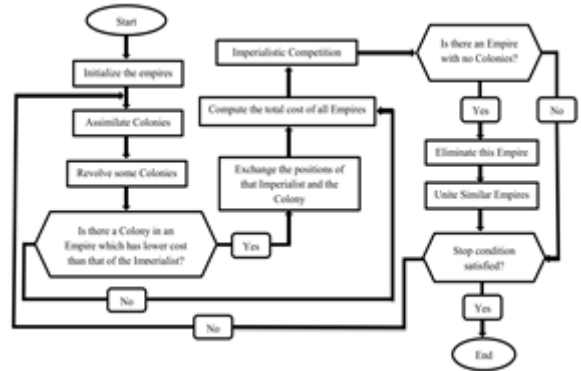 Start
Initialize the empires
Assimilate Colonies
Revolve some Colonies
Is there a Colony in an
Empire which has lower cost
than that of the Imperialist?
Yes
No
Exchange the positions of
that Imperialist and the
Colony
Compute the total cost of all Empires
Imperialistic Competition
Is there an Empire
with no Colonies?
Yes
No
Eliminate this Empire
Unite Similar Empires
Stop condition
satisfied?
No
Yes
End